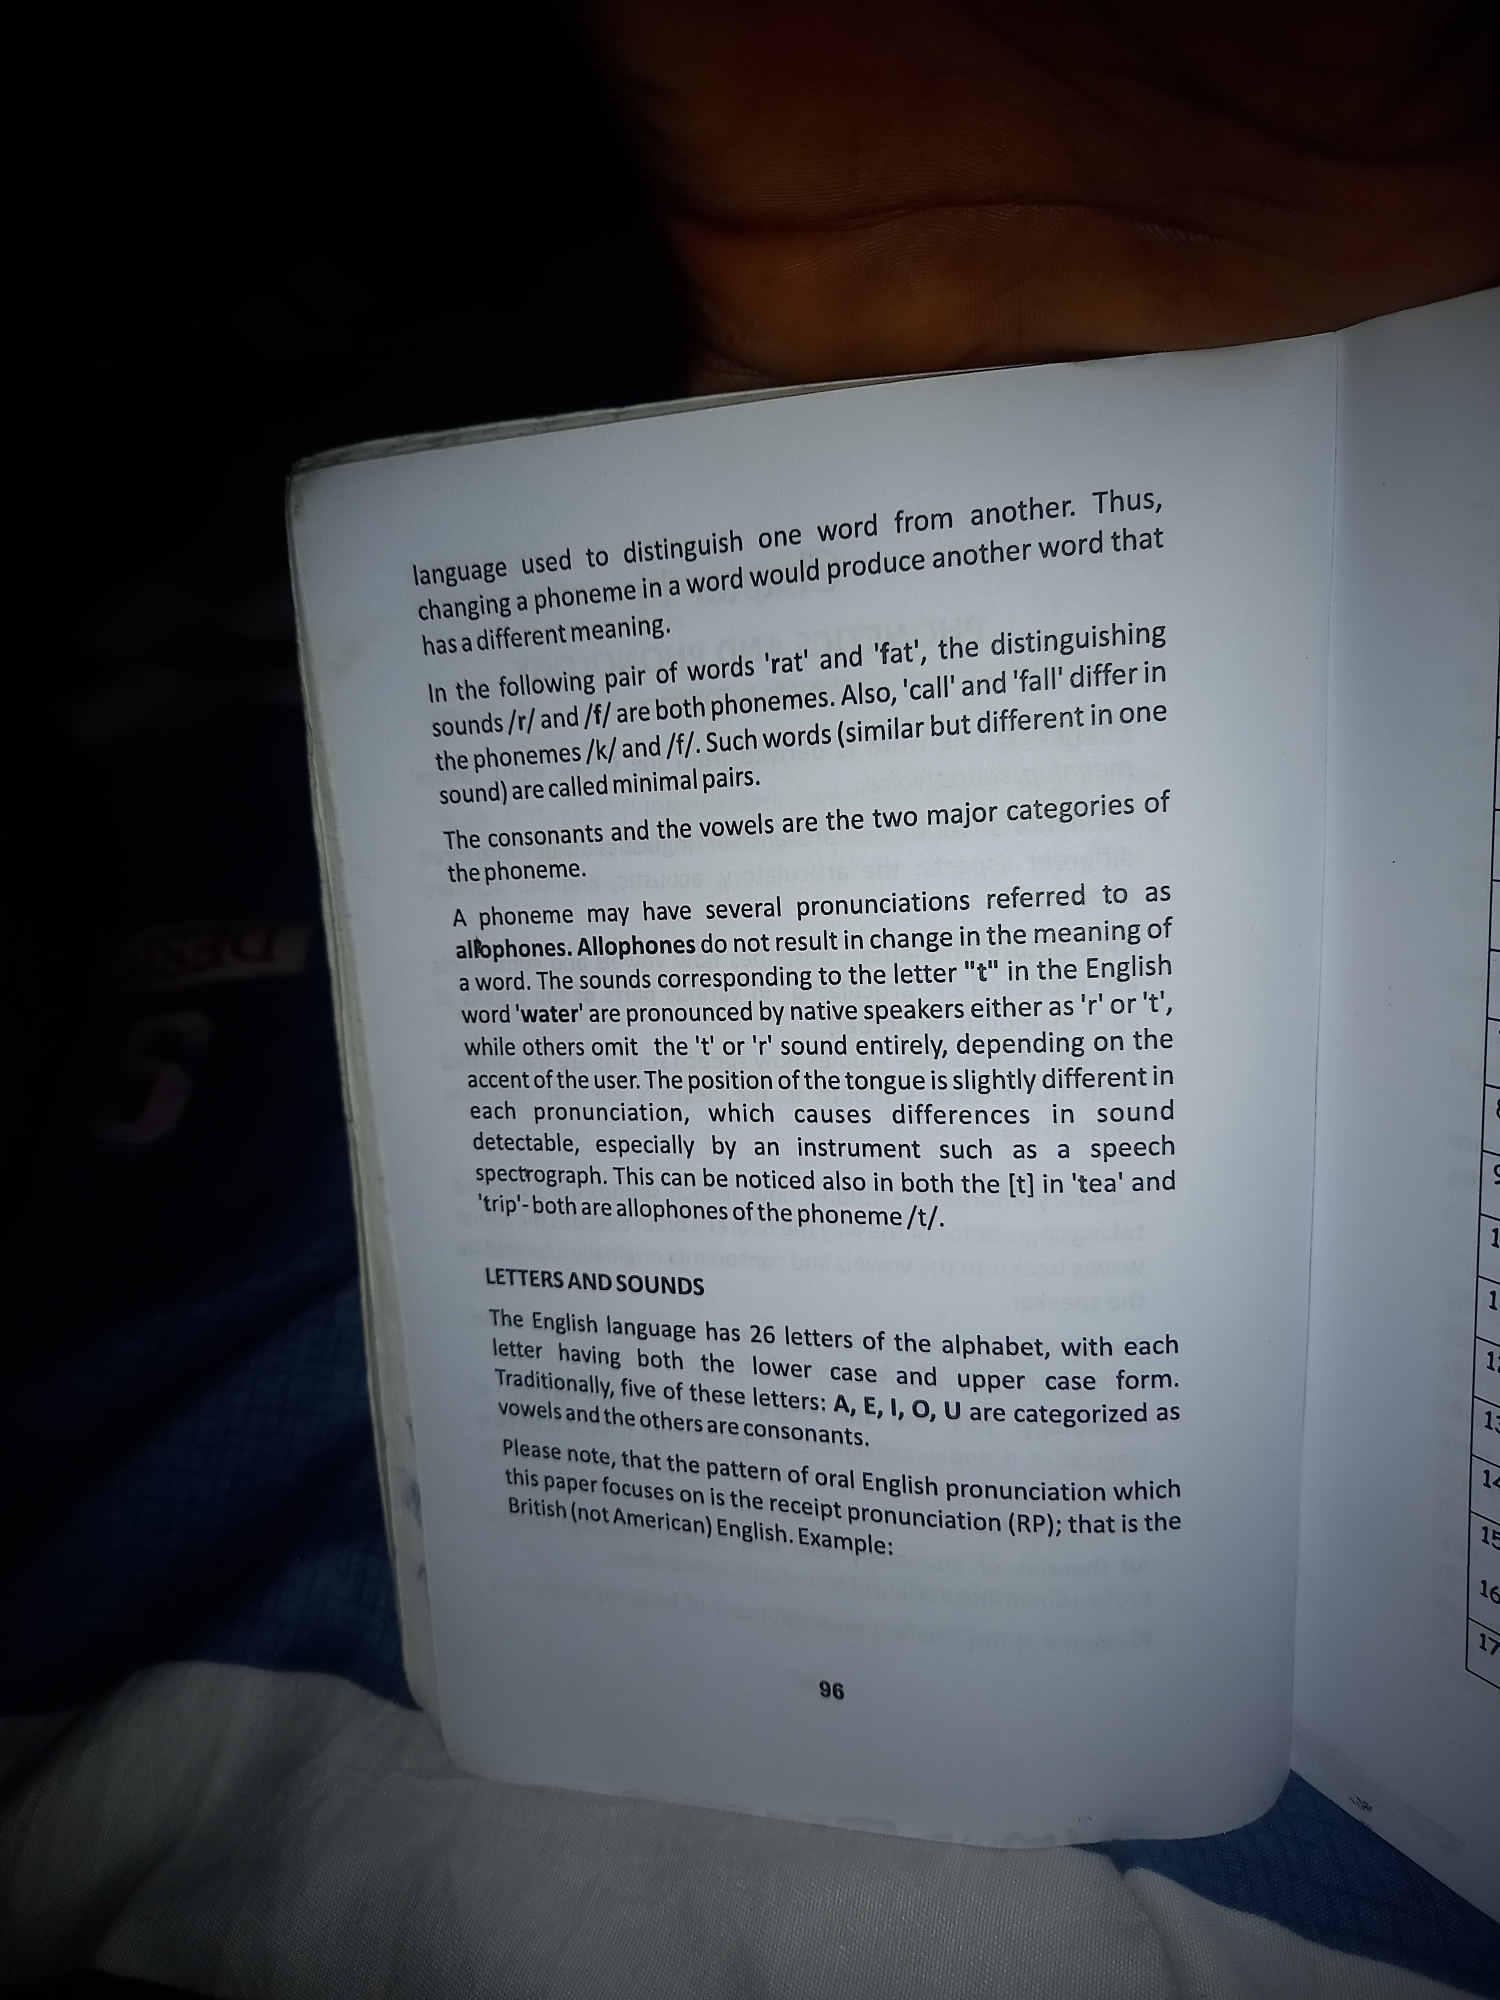 language used to distinguish one word from another. Thus,
changing a phoneme in a word would produce another word that
has a different meaning.
In the following pair of words 'rat' and 'fat', the distinguishing
sounds /r/ and /f/ are both phonemes. Also, 'call' and 'fall' differ in
the phonemes /k/ and /f/. Such words (similar but different in one
sound) are called minimal pairs.
The consonants and the vowels are the two major categories of
the phoneme.
A phoneme may have several pronunciations referred to as
allophones. Allophones do not result in change in the meaning of
a word. The sounds corresponding to the letter "t" in the English
word 'water' are pronounced by native speakers either as 'r' or 't',
while others omit the 't' or 'r' sound entirely, depending on the
accent of the user. The position of the tongue is slightly different in
each pronunciation, which causes differences in sound
detectable, especially by an instrument such as a speech
spectrograph. This can be noticed also in both the [t] in 'tea' and
'trip'- both are allophones of the phoneme /t/.
LETTERS AND SOUNDS
The English language has 26 letters of the alphabet, with each
letter having both the lower case and upper case form.
Traditionally, five of these letters: A, E, I, O, U are categorized as
vowels and the others are consonants.
Please note, that the pattern of oral English pronunciation which
this paper focuses on is the receipt pronunciation (RP); that is the
British (not American) English. Example:
96
14
15
16
17